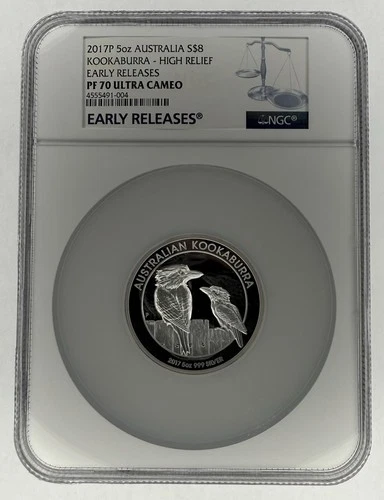 2017P 5oz AUSTRALIA S$8
KOOKABURRA - HIGH RELIEF
EARLY RELEASES
PF 70 ULTRA CAMEO
4555491-004
EARLY RELEASES®
NGC®
AUSTRALIAN KOOKABURRA
2017 5oz 999 SILVER